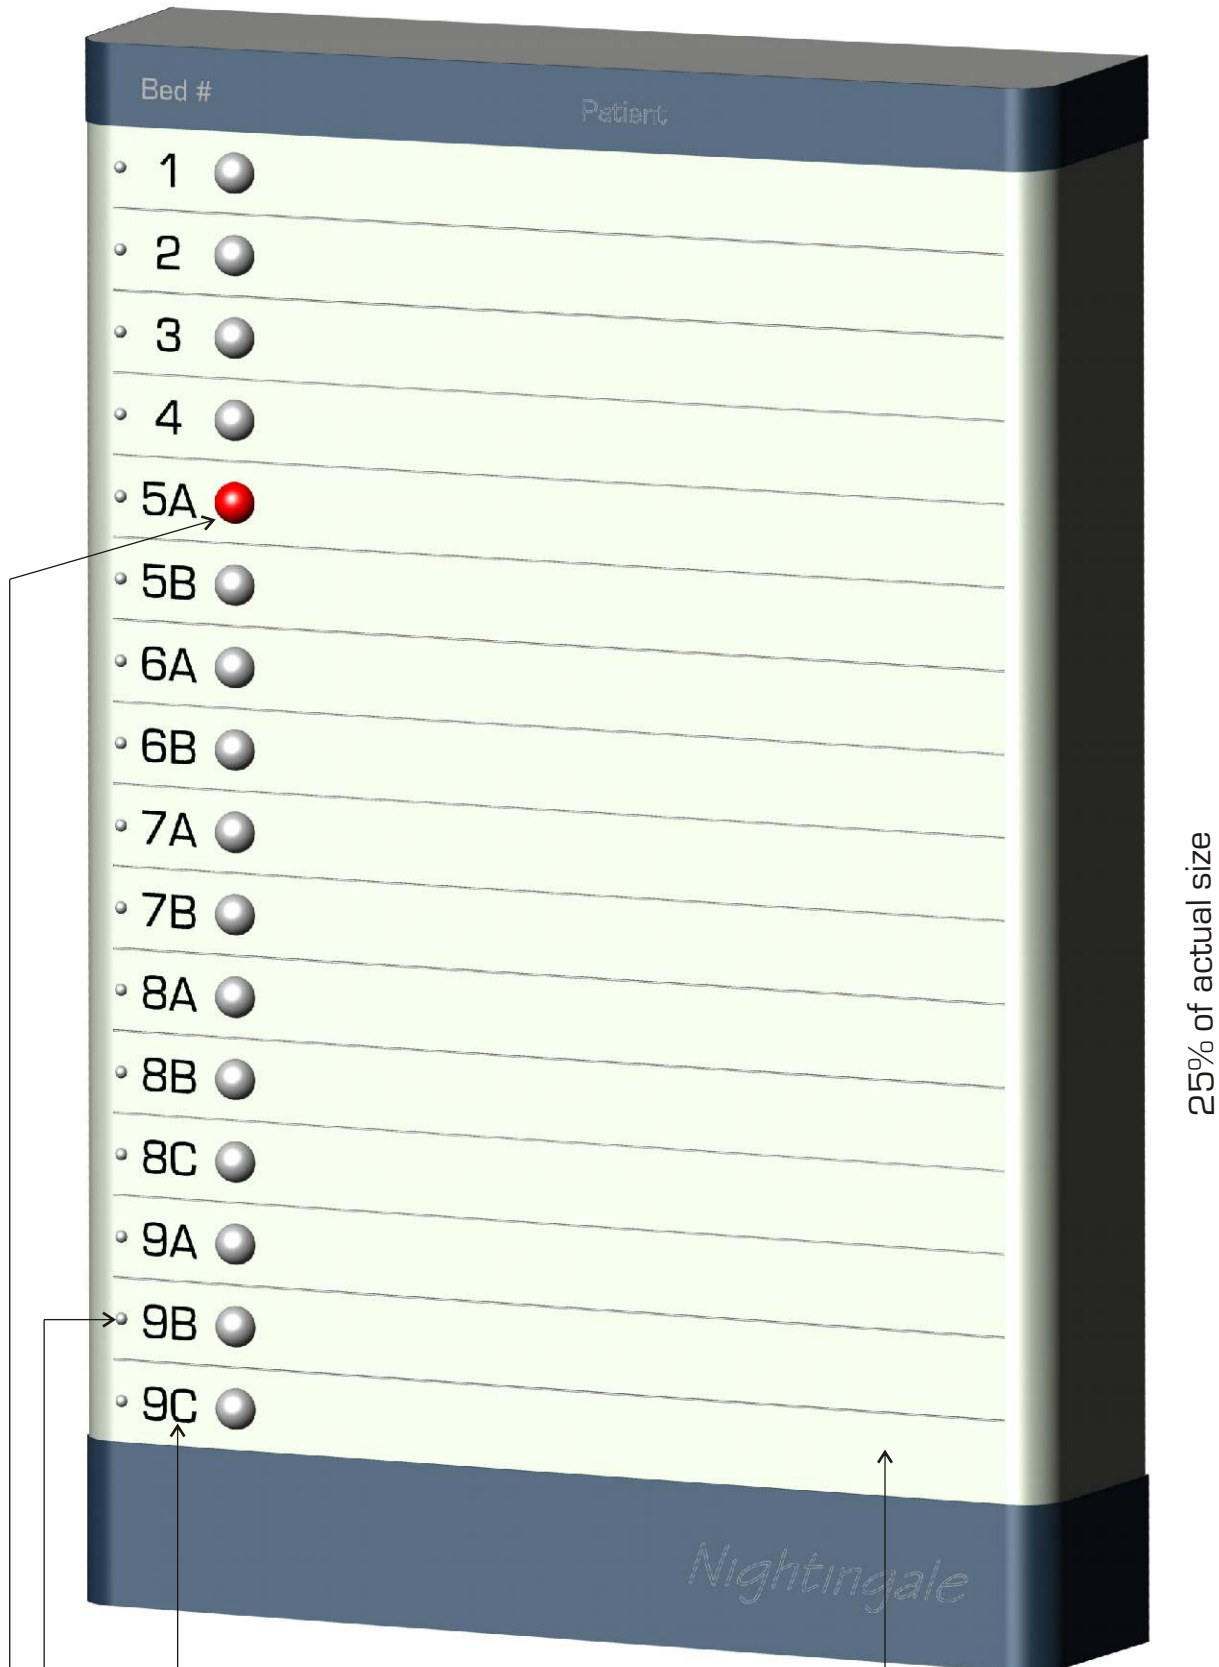 Bed #
Patient
1
2
3
4
5A
5B
6A
6B
7A
7B
8A
8B
8C
9A
9B
9C
Nightingale
25% of actual size